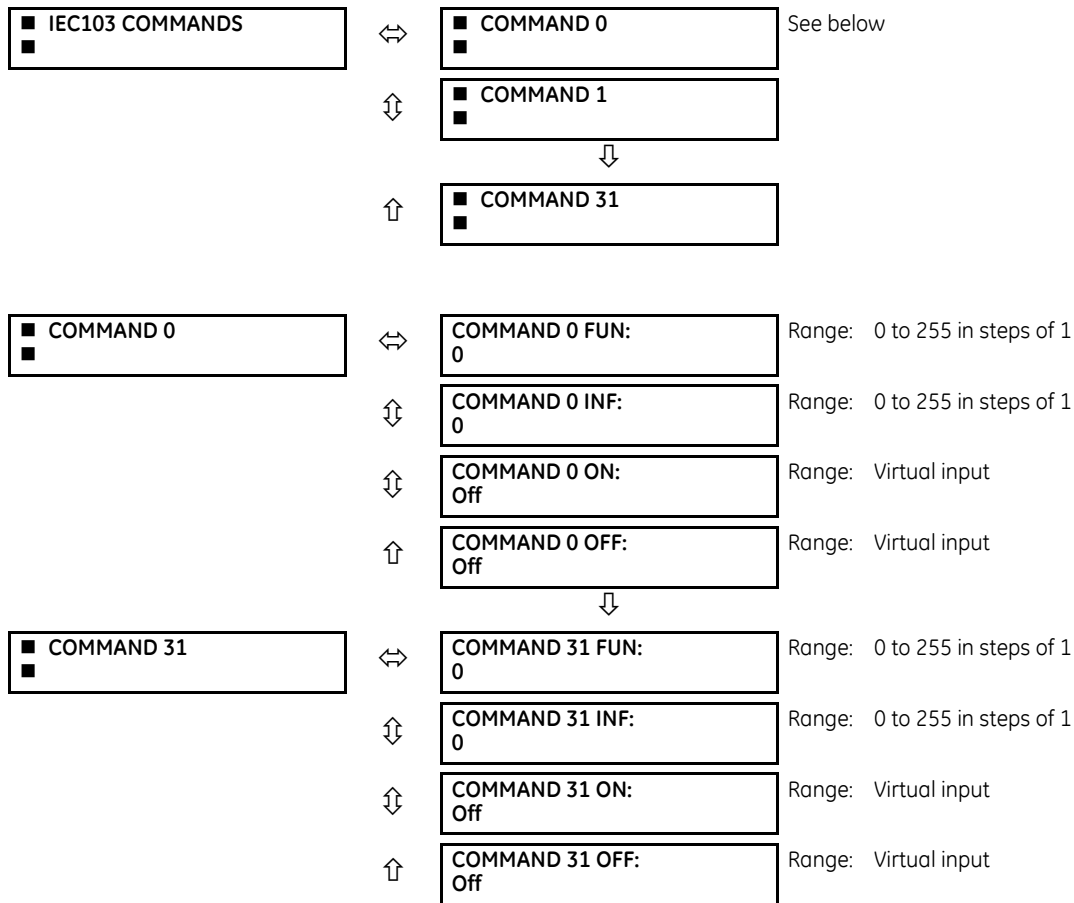 ■ IEC103 COMMANDS
■
⬄
■ COMMAND 0
■
See below
⇳
■ COMMAND 1
■
⇩
⇧
■ COMMAND 31
■
■ COMMAND 0
■
⬄
COMMAND 0 FUN:
0
Range: 0 to 255 in steps of 1
⇳
COMMAND 0 INF:
0
Range: 0 to 255 in steps of 1
⇳
COMMAND 0 ON:
Off
Range: Virtual input
⇧
COMMAND 0 OFF:
Off
Range: Virtual input
⇩
■ COMMAND 31
■
⬄
COMMAND 31 FUN:
0
Range: 0 to 255 in steps of 1
⇳
COMMAND 31 INF:
0
Range: 0 to 255 in steps of 1
⇳
COMMAND 31 ON:
Off
Range: Virtual input
⇧
COMMAND 31 OFF:
Off
Range: Virtual input